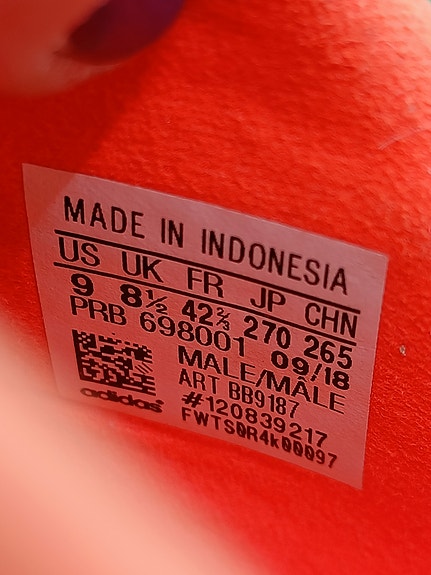 MADE IN INDONESIA
US UK FR JP CHN
9 8½ 42⅔ 270 265
PRB 698001 09/18
MALE/MÂLE
ART BB9187
#120839217
FWTS0R4k00097
adidas